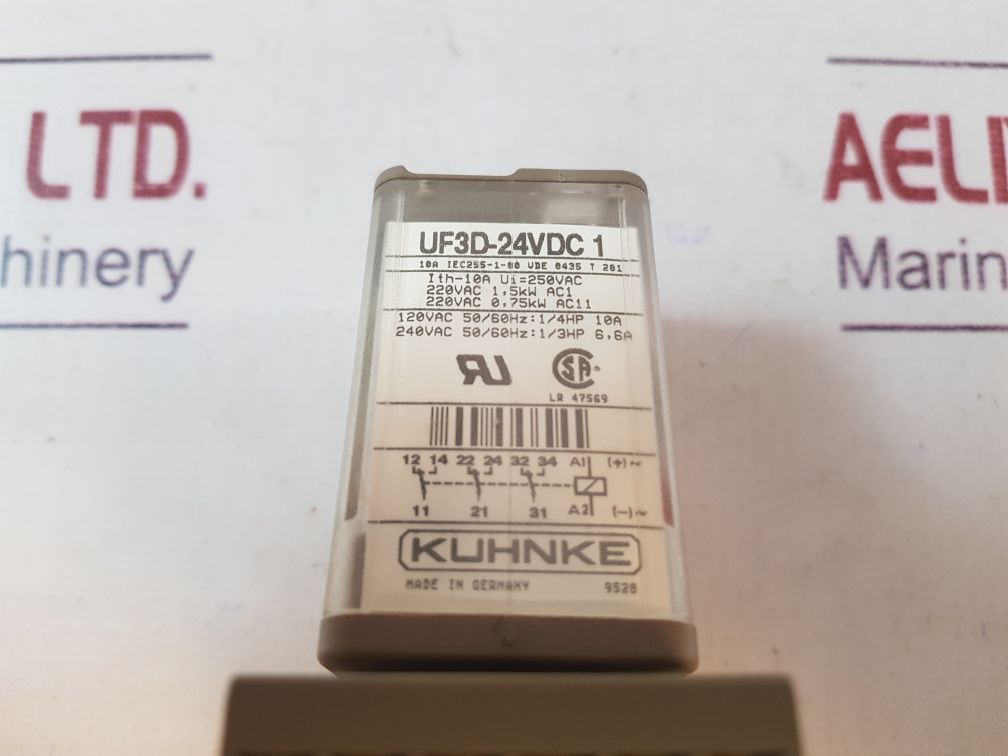 LTD.
AELI
hinery
Marin
UF3D-24VDC 1
10A IEC255-1-00 VDE 0435 T 201
Ith-10A Ui=250VAC
220VAC 1,5kW AC1
220VAC 0,75kW AC11
120VAC 50/60Hz:1/4HP 10A
240VAC 50/60Hz:1/3HP 6,6A
RU SA®
LR 47569
12 14 22 24 32 34 A1 (+)~
11 21 31 A2 (—)~
KUHNKE
MADE IN GERMANY 9528